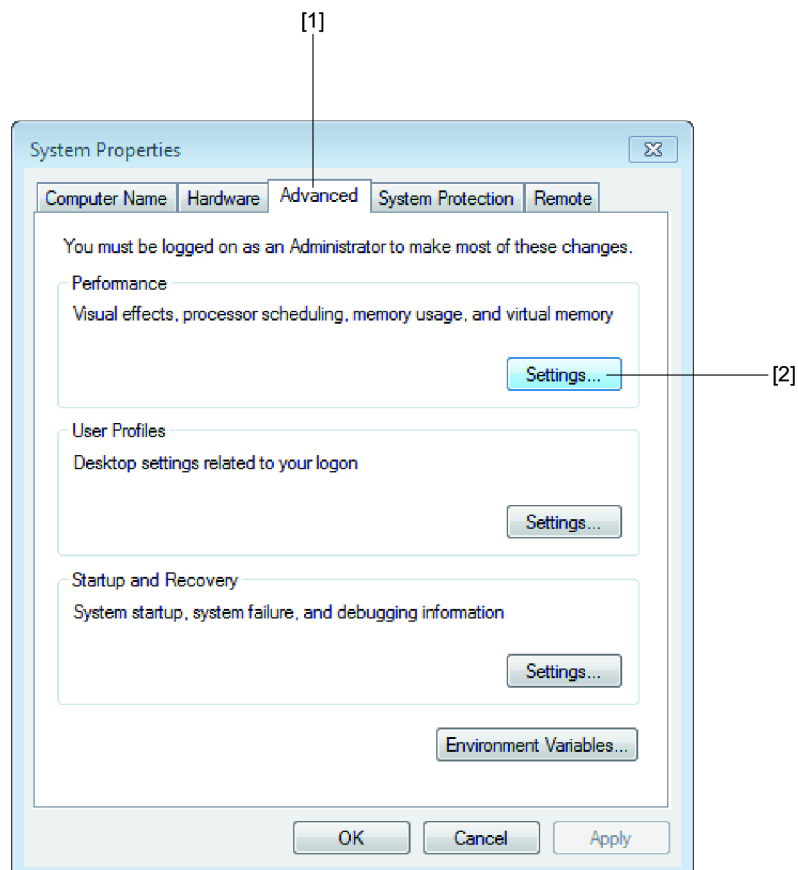 [1]
System Properties
Computer Name Hardware Advanced System Protection Remote
You must be logged on as an Administrator to make most of these changes.
Performance
Visual effects, processor scheduling, memory usage, and virtual memory
Settings...
[2]
User Profiles
Desktop settings related to your logon
Settings...
Startup and Recovery
System startup, system failure, and debugging information
Settings...
Environment Variables...
OK Cancel Apply